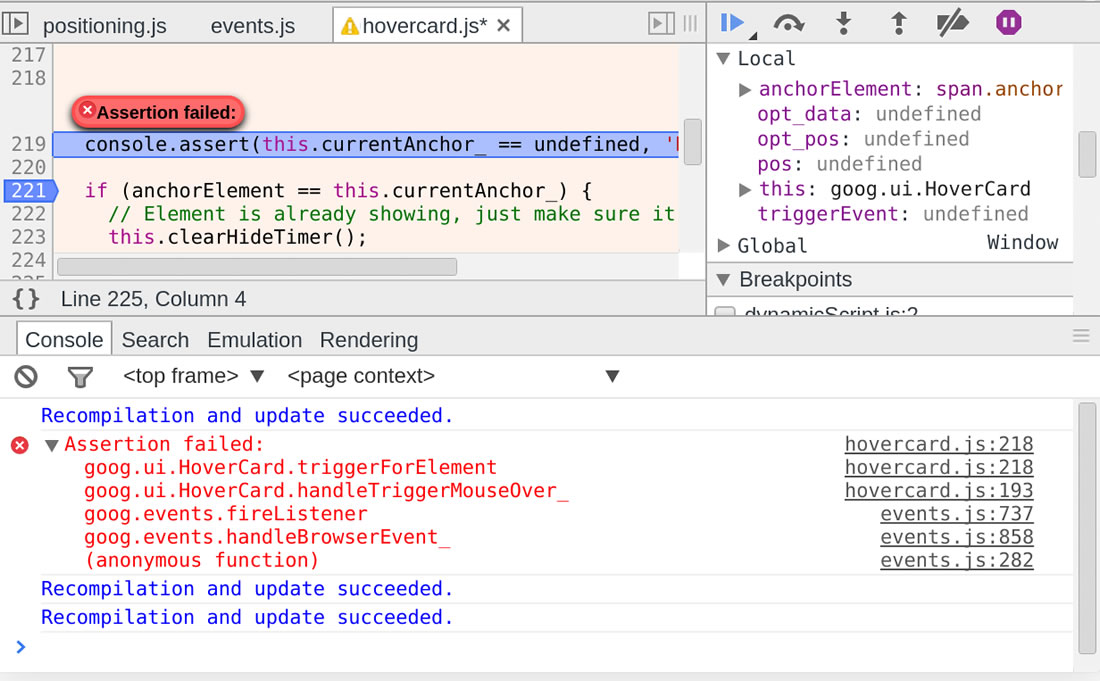 positioning.js events.js hovercard.js*
217
218
Assertion failed:
219 console.assert(this.currentAnchor_ == undefined,
220
221 if (anchorElement == this.currentAnchor_) {
222 // Element is already showing, just make sure it
223 this.clearHideTimer();
224
{} Line 225, Column 4
Local
anchorElement: span.anchor
opt_data: undefined
opt_pos: undefined
pos: undefined
this: goog.ui.HoverCard
triggerEvent: undefined
Global Window
Breakpoints
dynamicScript.js:2
Console Search Emulation Rendering
<top frame> <page context>
Recompilation and update succeeded.
Assertion failed: hovercard.js:218
goog.ui.HoverCard.triggerForElement hovercard.js:218
goog.ui.HoverCard.handleTriggerMouseOver_ hovercard.js:193
goog.events.fireListener events.js:737
goog.events.handleBrowserEvent_ events.js:858
(anonymous function) events.js:282
Recompilation and update succeeded.
Recompilation and update succeeded.
>